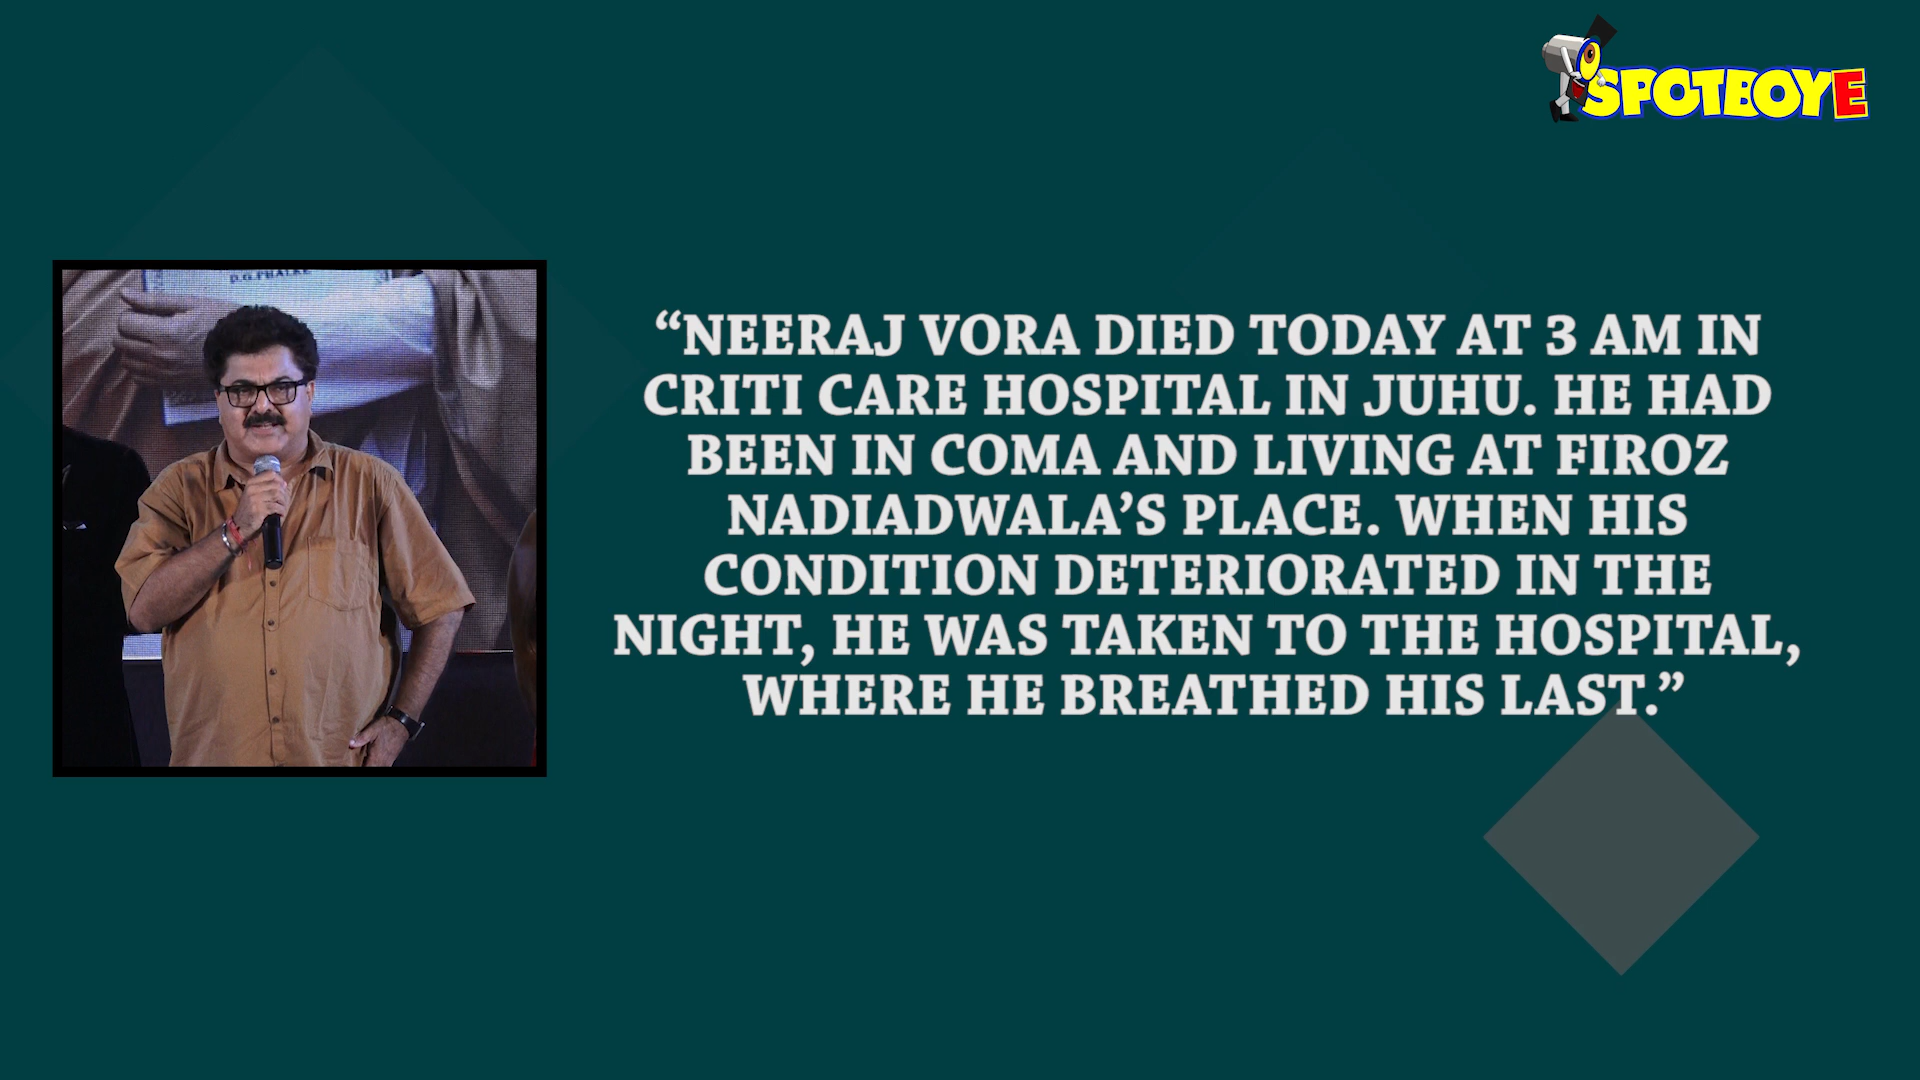 SPOTBOYE
D.G.PHALKE
“NEERAJ VORA DIED TODAY AT 3 AM IN
CRITI CARE HOSPITAL IN JUHU. HE HAD
BEEN IN COMA AND LIVING AT FIROZ
NADIADWALA’S PLACE. WHEN HIS
CONDITION DETERIORATED IN THE
NIGHT, HE WAS TAKEN TO THE HOSPITAL,
WHERE HE BREATHED HIS LAST.”